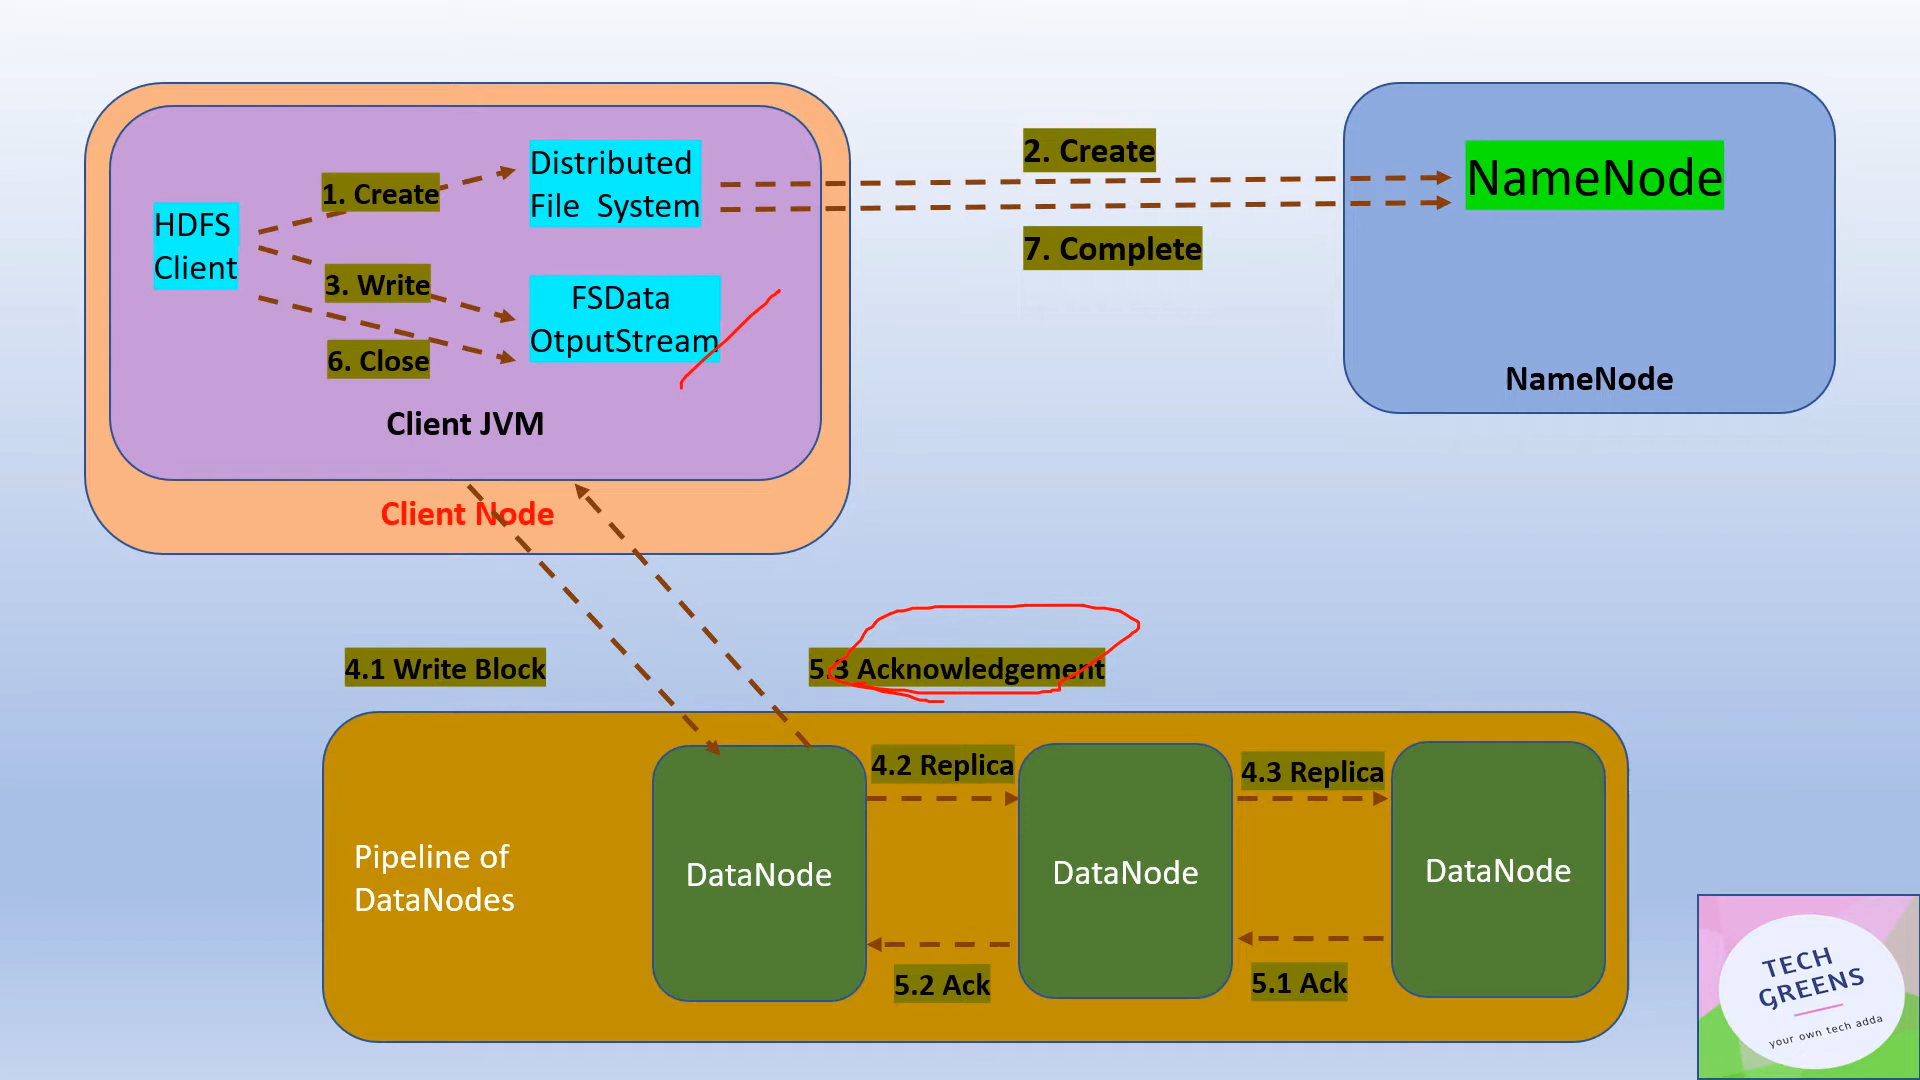 1. Create
Distributed
File System
HDFS
Client
3. Write
FSData
OtputStream
6. Close
Client JVM
Client Node
2. Create
7. Complete
NameNode
NameNode
4.1 Write Block
5.3 Acknowledgement
4.2 Replica
4.3 Replica
Pipeline of
DataNodes
DataNode
DataNode
DataNode
5.2 Ack
5.1 Ack
TECH
GREENS
your own tech adda